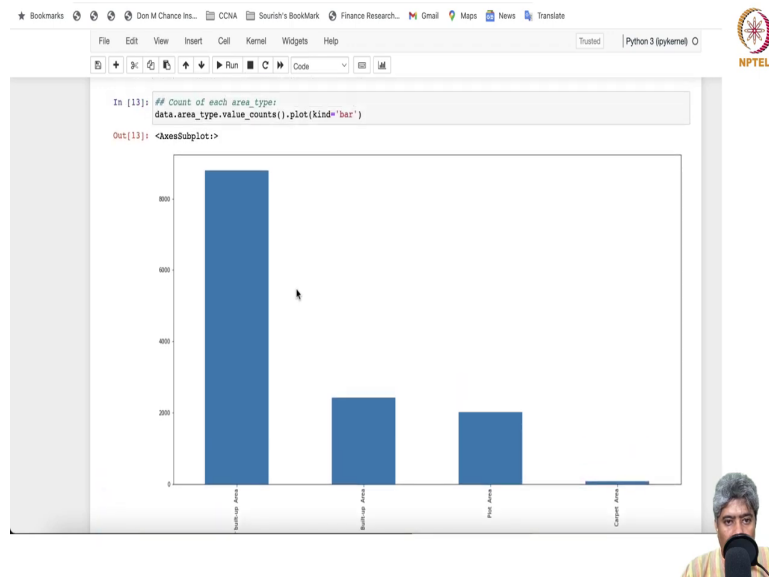 Bookmarks Don M Chance Ins... CCNA Sourish's BookMark Finance Research... Gmail Maps News Translate
File Edit View Insert Cell Kernel Widgets Help Trusted Python 3 (ipykernel)
Run Code
NPTEL
In [13]: ## Count of each area_type:
data.area_type.value_counts().plot(kind='bar')
Out[13]: <AxesSubplot:>
8000
6000
4000
2000
0
built-up Area
Built-up Area
Plot Area
Carpet Area